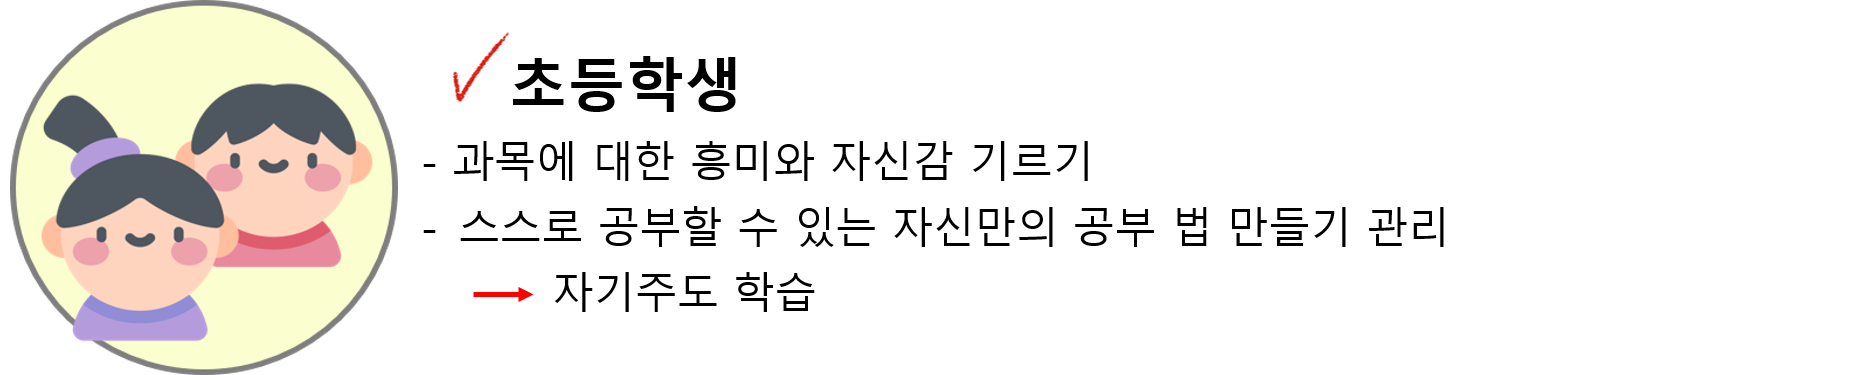 초등학생
- 과목에 대한 흥미와 자신감 기르기
- 스스로 공부할 수 있는 자신만의 공부 법 만들기 관리
자기주도 학습